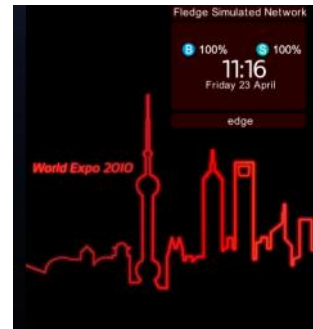 Fledge Simulated Network
B 100% S 100%
11:16
Friday 23 April
edge
World Expo 2010